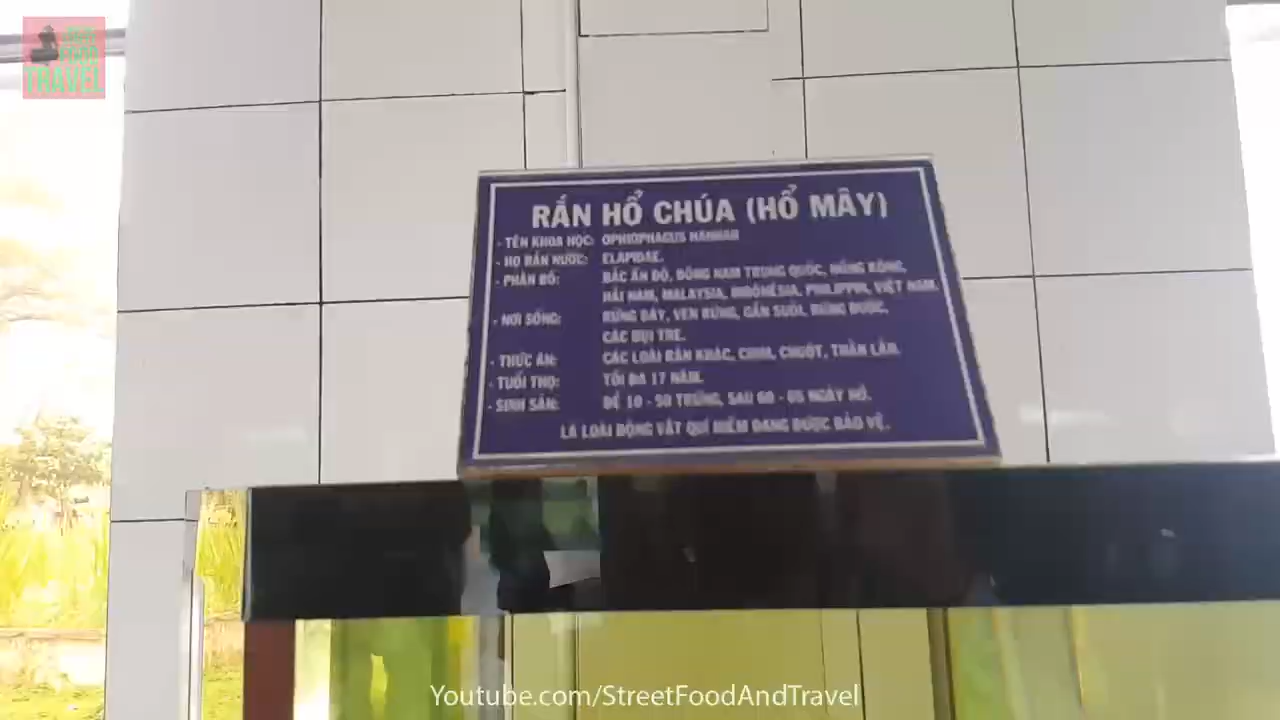 FOOD
TRAVEL
RẮN HỔ CHÚA (HỔ MÂY)
- TÊN KHOA HỌC: OPHIOPHAGUS HANNAH
- HỌ RẮN NƯỚC: ELAPIDAE.
- PHÂN BỐ: BẮC ẤN ĐỘ, ĐÔNG NAM TRUNG QUỐC, HỒNG KÔNG,
HẢI NAM, MALAYSIA, INĐÔNÊSIA, PHILIPPIN, VIỆT NAM.
- NƠI SỐNG: RỪNG DÀY, VEN RỪNG, GẦN SUỐI, RỪNG ĐƯỚC,
CÁC BỤI TRE.
- THỨC ĂN: CÁC LOÀI RẮN KHÁC, CHIM, CHUỘT, THẰN LẰN.
- TUỔI THỌ: TỐI ĐA 17 NĂM.
- SINH SẢN: ĐẺ 10 - 50 TRỨNG, SAU 60 - 65 NGÀY NỞ.
LÀ LOÀI ĐỘNG VẬT QUÍ HIẾM ĐANG ĐƯỢC BẢO VỆ.
Youtube.com/StreetFoodAndTravel